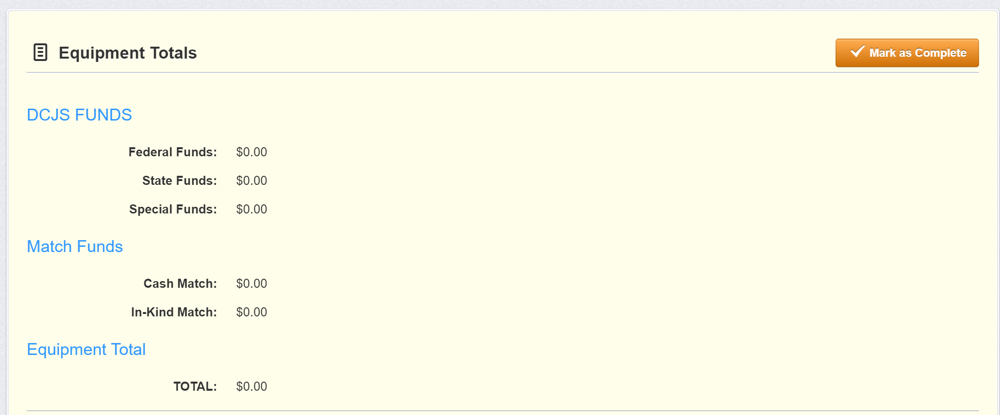 Equipment Totals
Mark as Complete
DCJS FUNDS
Federal Funds: $0.00
State Funds: $0.00
Special Funds: $0.00
Match Funds
Cash Match: $0.00
In-Kind Match: $0.00
Equipment Total
TOTAL: $0.00